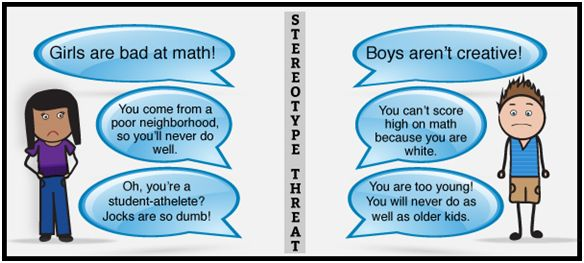 Girls are bad at math!
You come from a
poor neighborhood,
so you'll never do
well.
Oh, you're a
student-athelete?
Jocks are so dumb!
STEREOTYPE THREAT
Boys aren't creative!
You can't score
high on math
because you are
white.
You are too young!
You will never do as
well as older kids.